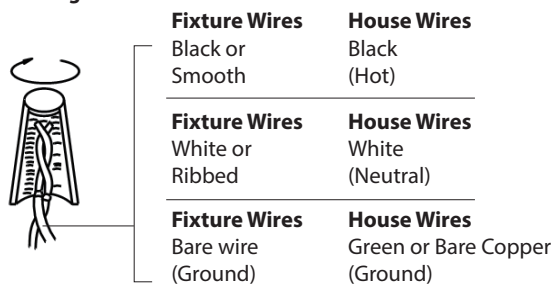 Fixture Wires House Wires
Black or Black
Smooth (Hot)
Fixture Wires House Wires
White or White
Ribbed (Neutral)
Fixture Wires House Wires
Bare wire Green or Bare Copper
(Ground) (Ground)